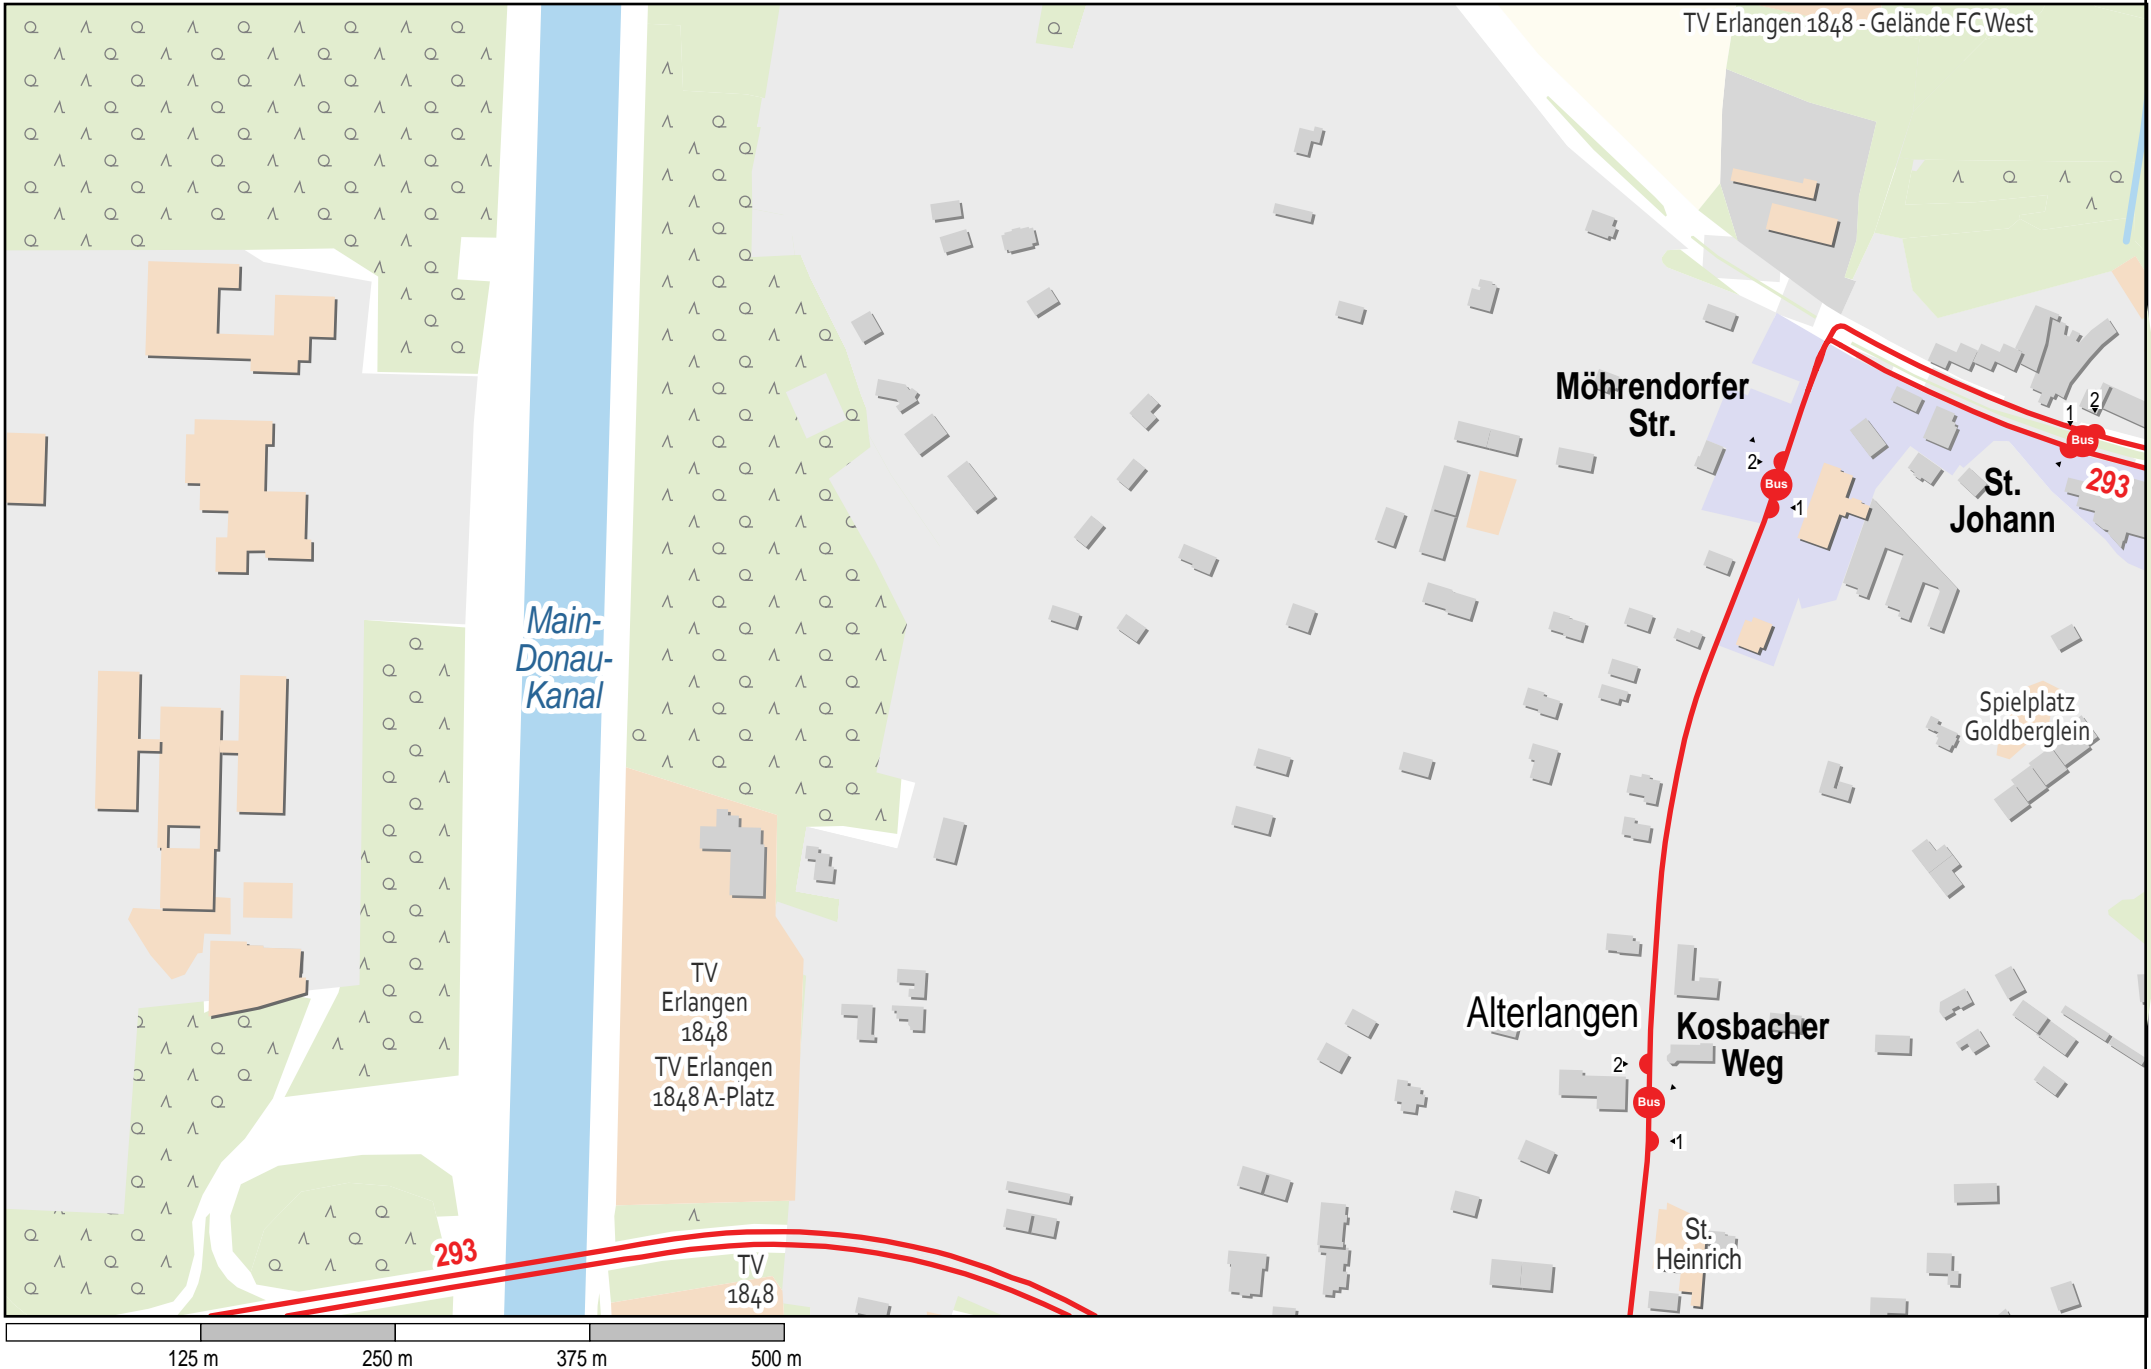 TV Erlangen 1848 - Gelände FC West
Möhrendorfer
Str.
2
Bus
1
1
2
Bus
293
St.
Johann
Main-
Donau-
Kanal
Spielplatz
Goldberglein
TV
Erlangen
1848
TV Erlangen
1848 A-Platz
Alterlangen
Kosbacher
Weg
2
Bus
1
St.
Heinrich
293
TV
1848
125 m
250 m
375 m
500 m